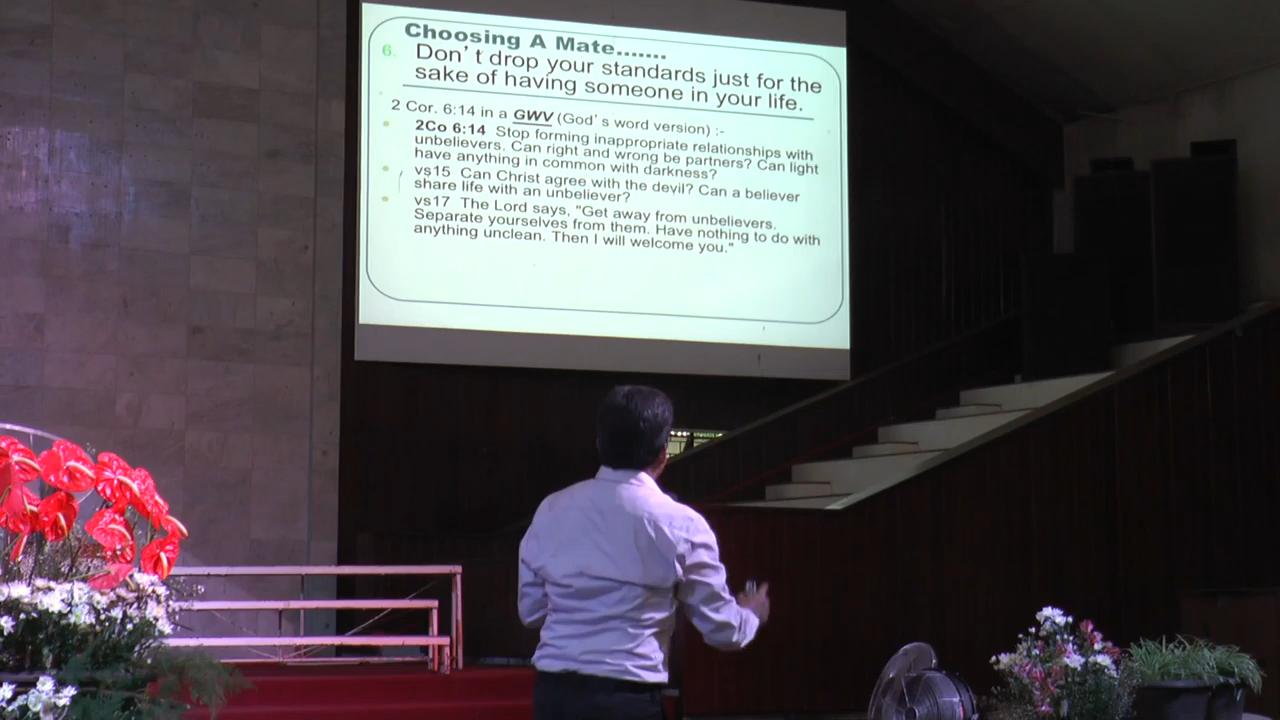 Choosing A Mate.......
6. Don't drop your standards just for the
sake of having someone in your life.
2 Cor. 6:14 in a GWV (God's word version) :-
2Co 6:14 Stop forming inappropriate relationships with
unbelievers. Can right and wrong be partners? Can light
have anything in common with darkness?
vs15 Can Christ agree with the devil? Can a believer
share life with an unbeliever?
vs17 The Lord says, "Get away from unbelievers.
Separate yourselves from them. Have nothing to do with
anything unclean. Then I will welcome you."